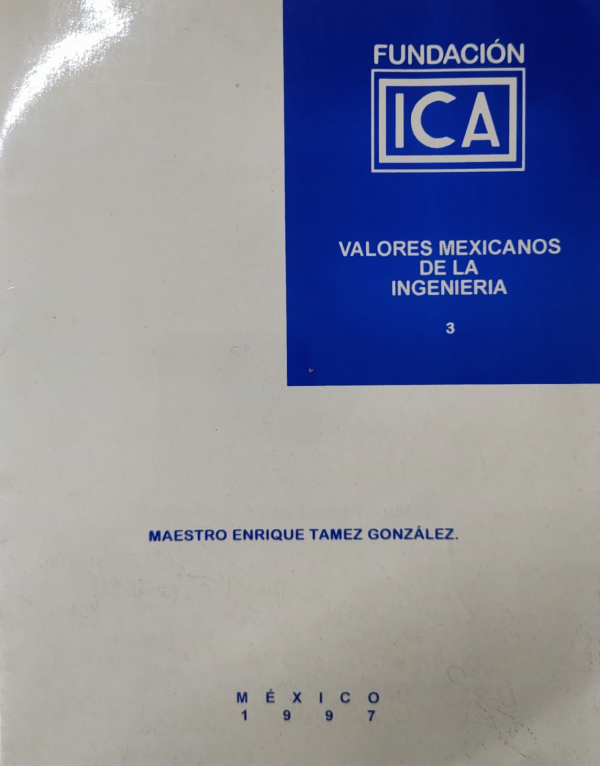 FUNDACIÓN
ICA
VALORES MEXICANOS
DE LA
INGENIERIA
3
MAESTRO ENRIQUE TAMEZ GONZÁLEZ.
MÉXICO
1997